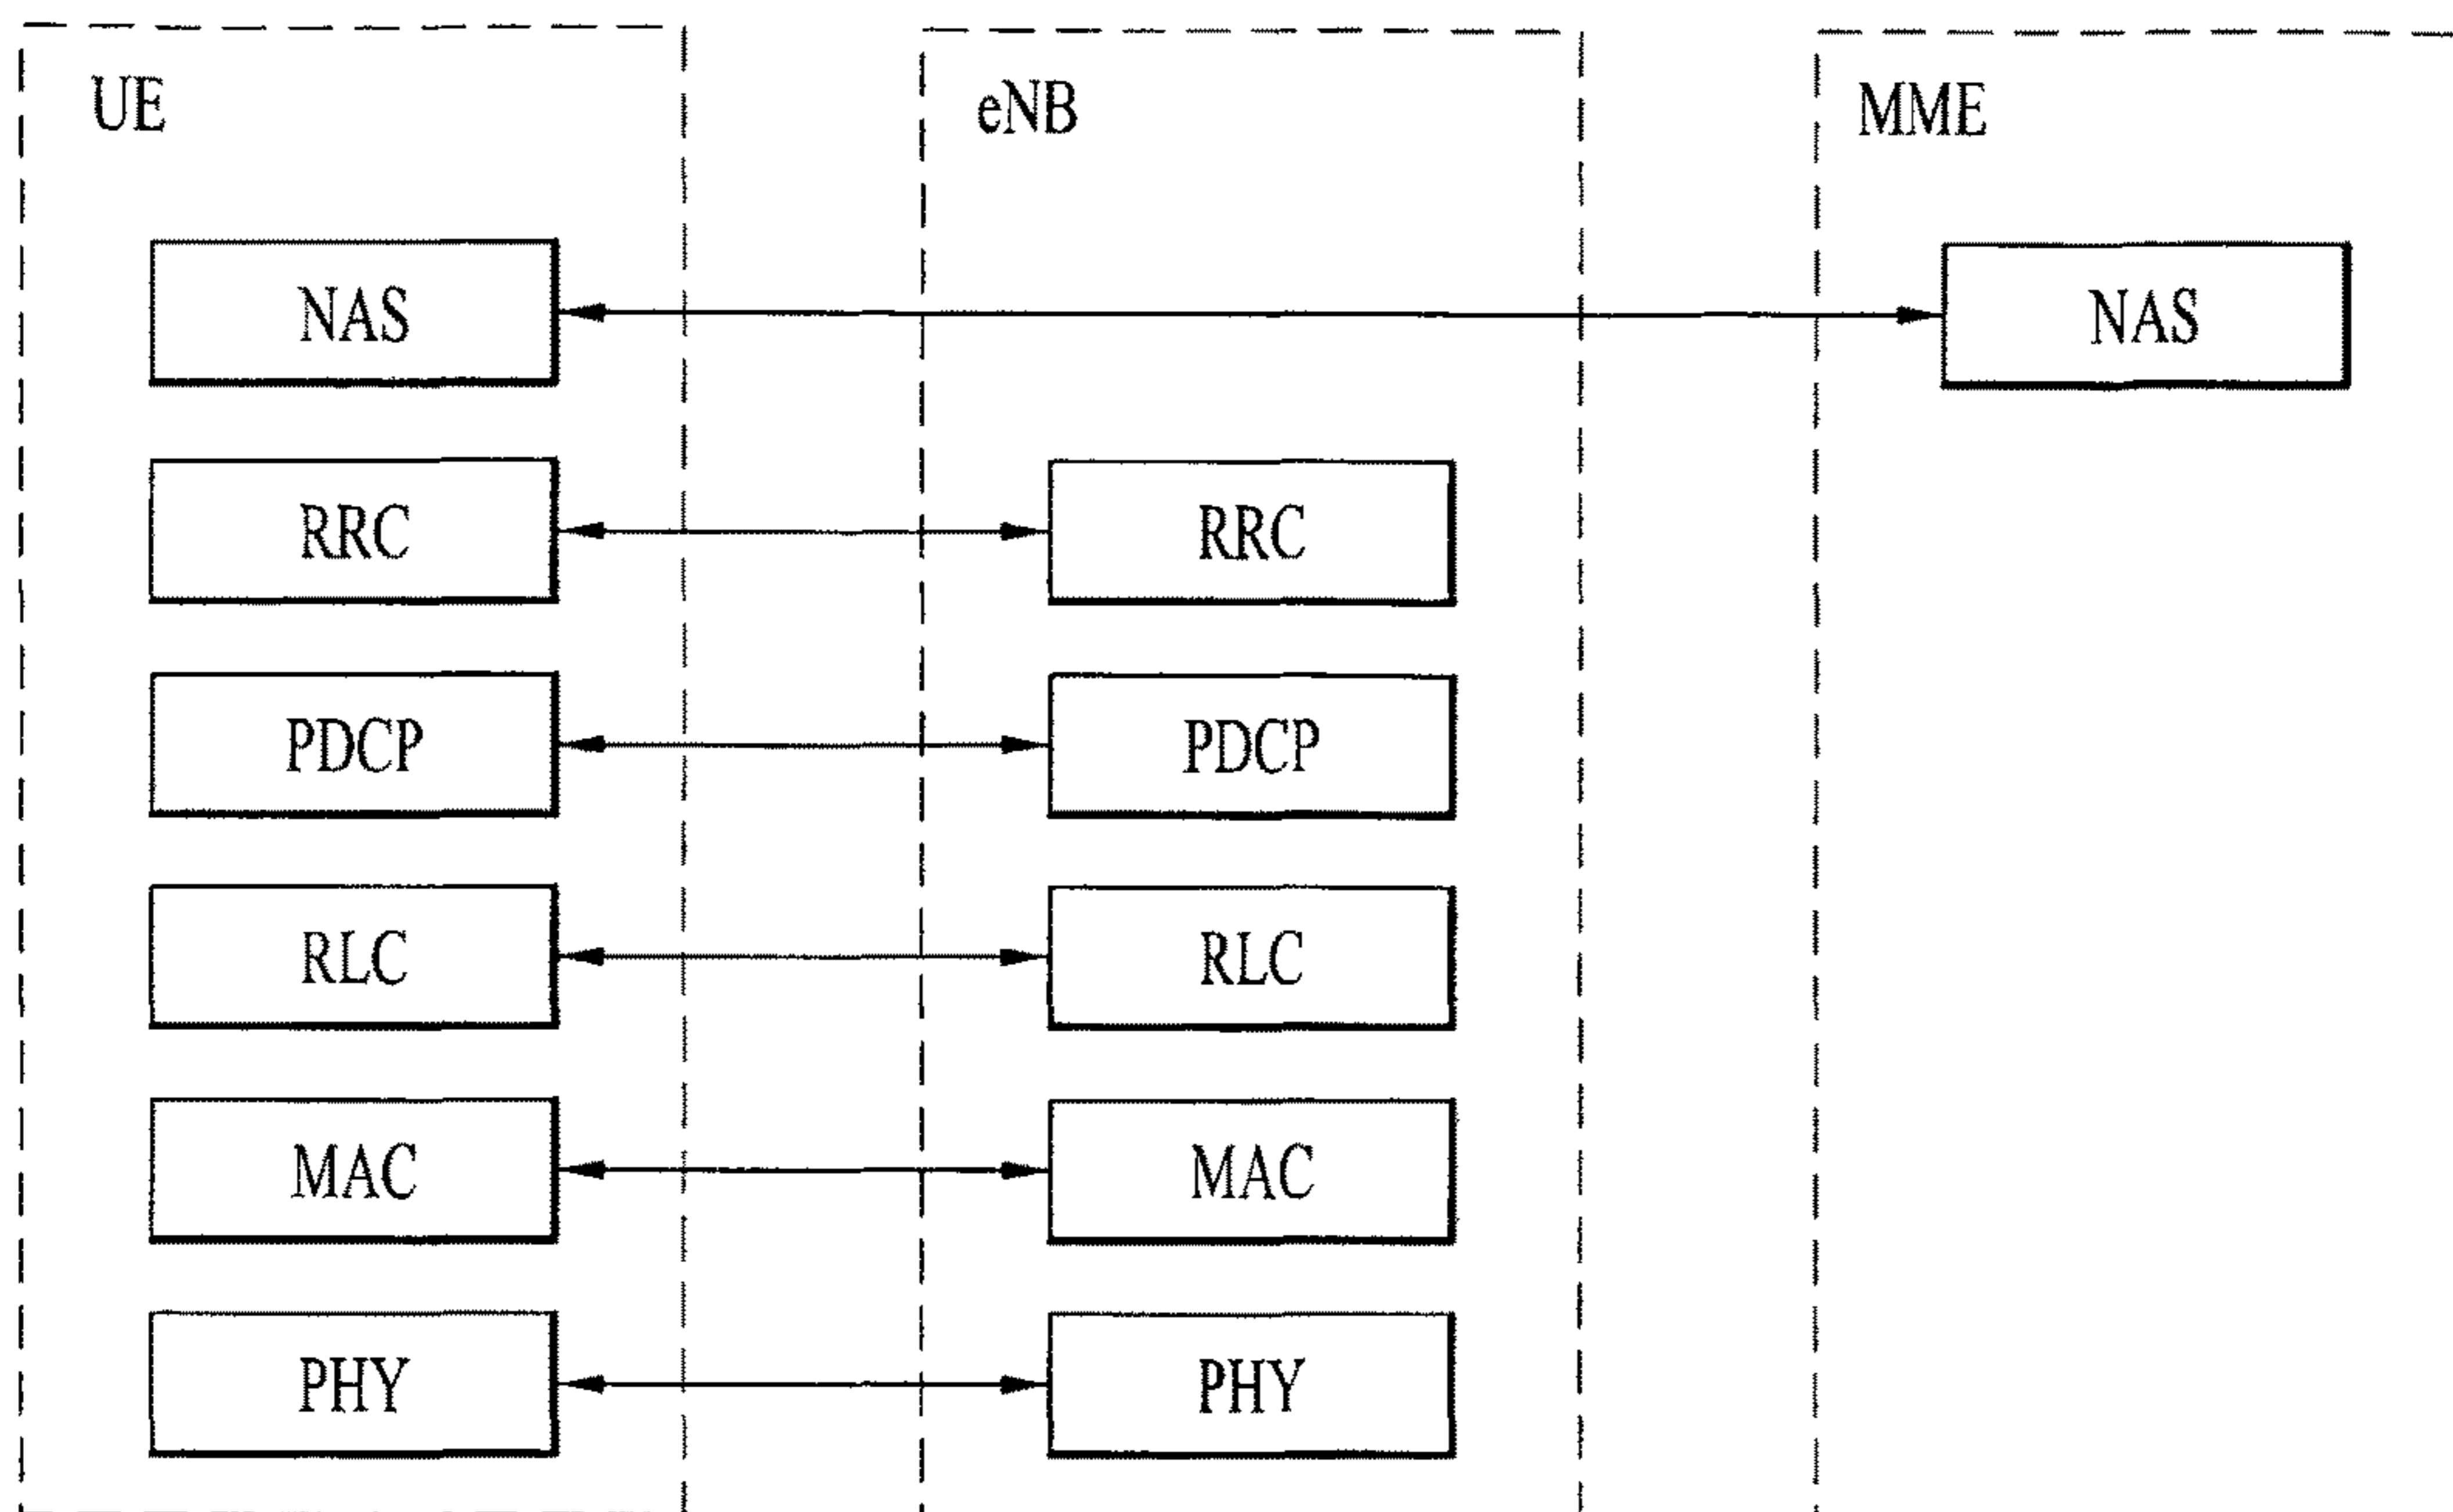 UE eNB MME
NAS NAS
RRC RRC
PDCP PDCP
RLC RLC
MAC MAC
PHY PHY